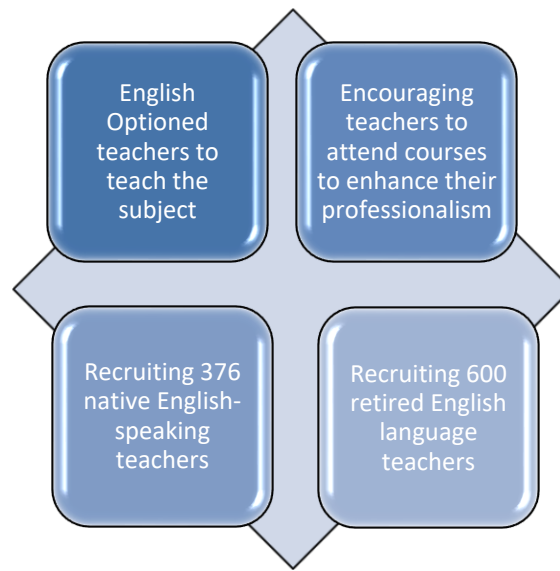 English
Optioned
teachers to
teach the
subject
Encouraging
teachers to
attend courses
to enhance their
professionalism
Recruiting 376
native English-
speaking
teachers
Recruiting 600
retired English
language
teachers